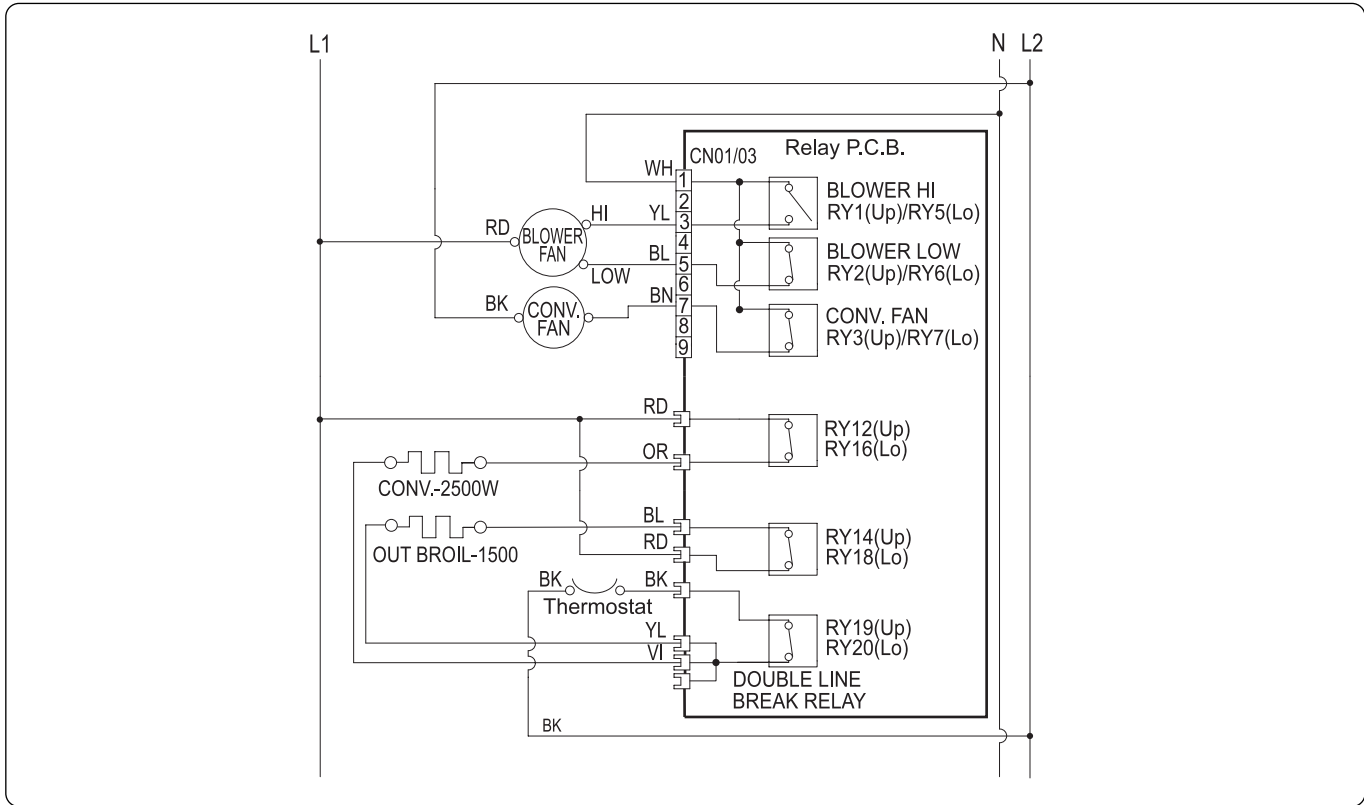 L1
N L2
Relay P.C.B.
CN01/03
WH
1
2
3
4
5
6
7
8
9
BLOWER HI
RY1(Up)/RY5(Lo)
HI
YL
RD
BLOWER
FAN
BL
LOW
BLOWER LOW
RY2(Up)/RY6(Lo)
BN
BK
CONV.
FAN
CONV. FAN
RY3(Up)/RY7(Lo)
RD
OR
RY12(Up)
RY16(Lo)
CONV.-2500W
BL
RD
RY14(Up)
RY18(Lo)
OUT BROIL-1500
BK
BK
Thermostat
YL
VI
RY19(Up)
RY20(Lo)
DOUBLE LINE
BREAK RELAY
BK